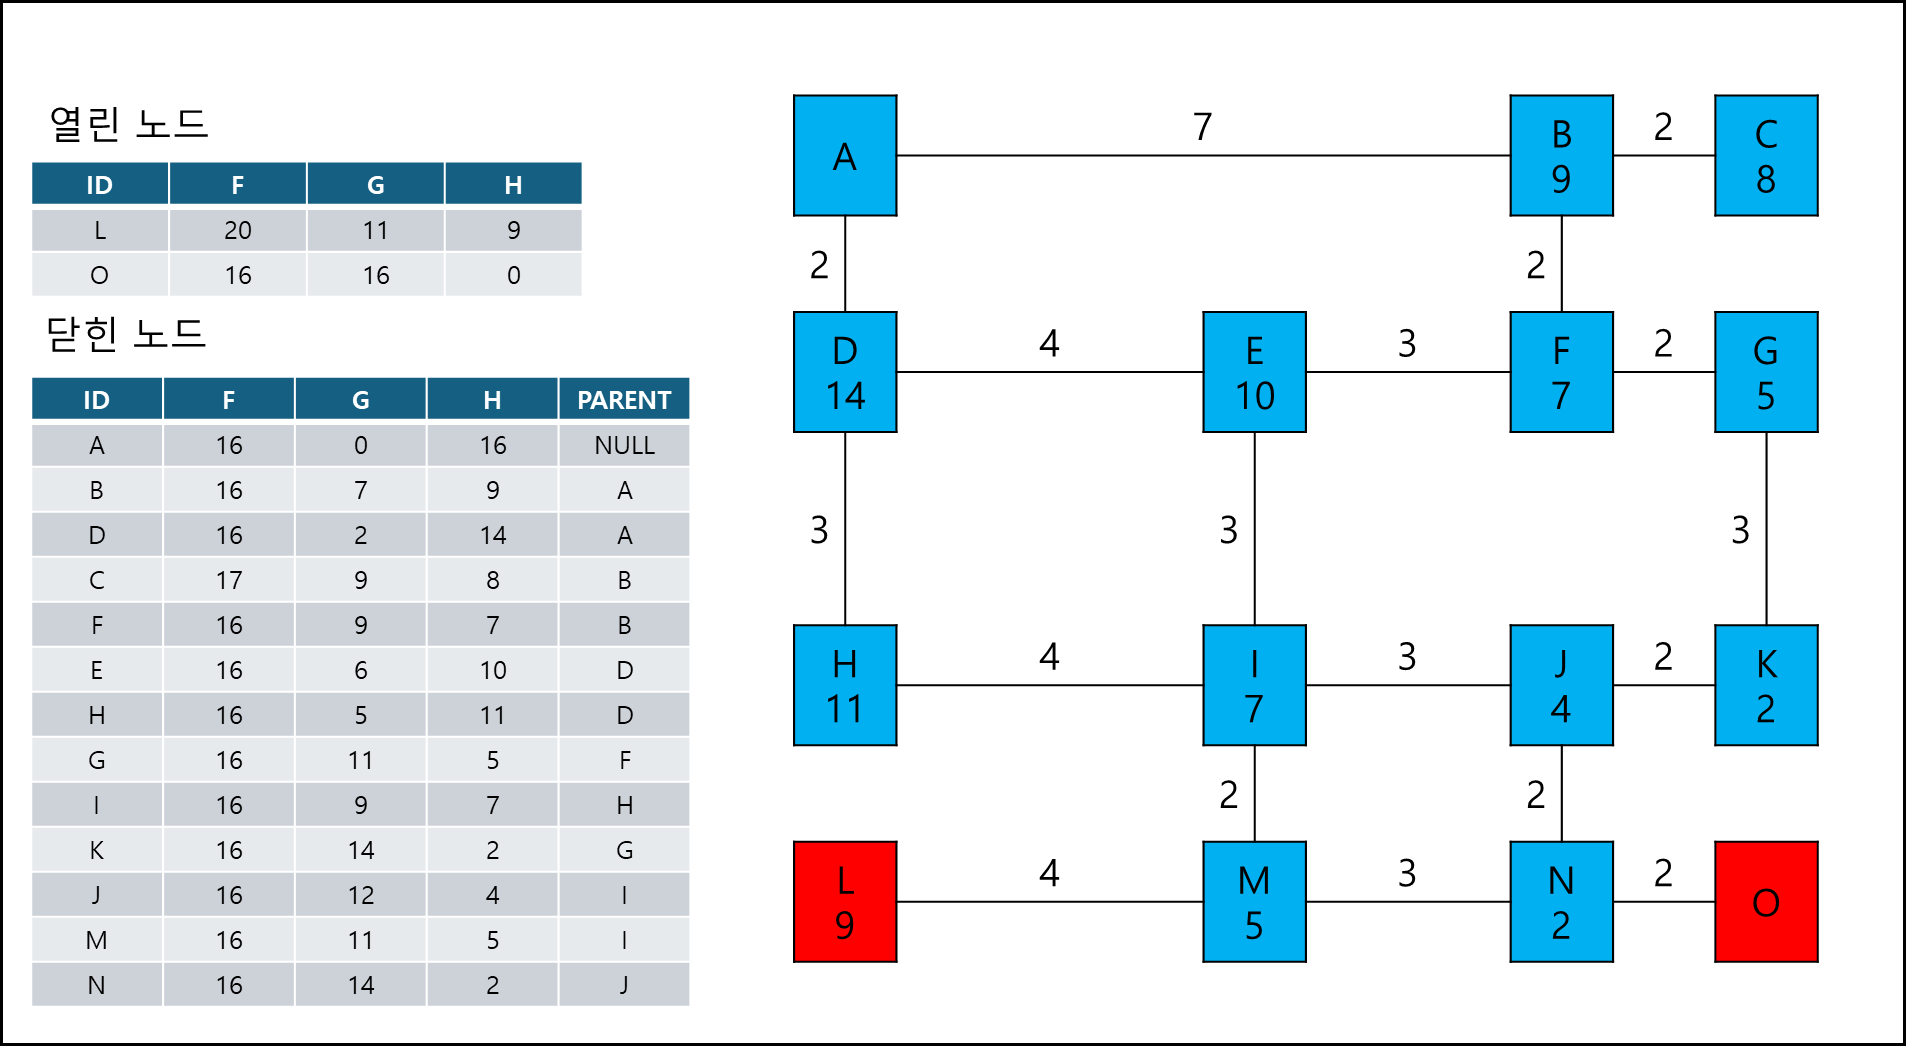 열린 노드
ID F G H
L 20 11 9
O 16 16 0
닫힌 노드
ID F G H PARENT
A 16 0 16 NULL
B 16 7 9 A
D 16 2 14 A
C 17 9 8 B
F 16 9 7 B
E 16 6 10 D
H 16 5 11 D
G 16 11 5 F
I 16 9 7 H
K 16 14 2 G
J 16 12 4 I
M 16 11 5 I
N 16 14 2 J
7 2
A B C
9 8
2 2
4 3 2
D E F G
14 10 7 5
3 3 3
4 3 2
H I J K
11 7 4 2
2 2
4 3 2
L M N O
9 5 2